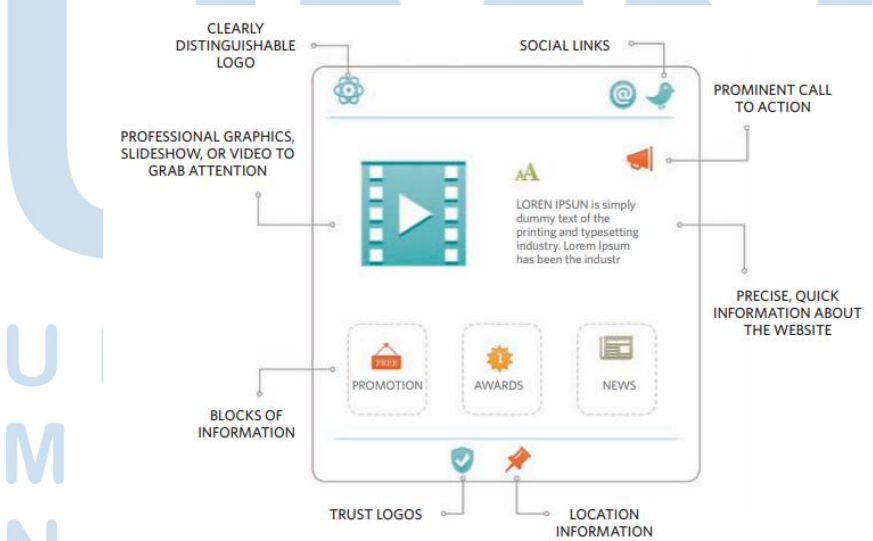 CLEARLY
DISTINGUISHABLE
LOGO
SOCIAL LINKS
@
PROMINENT CALL
TO ACTION
PROFESSIONAL GRAPHICS,
SLIDESHOW, OR VIDEO TO
GRAB ATTENTION
AA
LOREN IPSUN is simply
dummy text of the
printing and typesetting
industry. Lorem Ipsum
has been the industr
PRECISE, QUICK
INFORMATION ABOUT
THE WEBSITE
FREE
PROMOTION
1
AWARDS
NEWS
BLOCKS OF
INFORMATION
TRUST LOGOS
LOCATION
INFORMATION
U
M
N